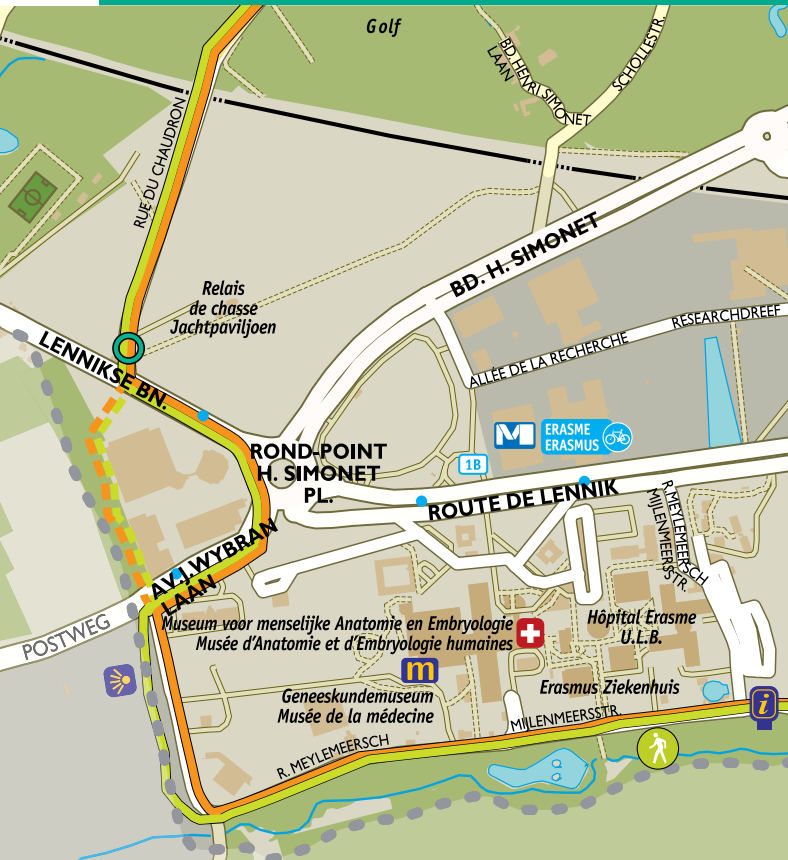 Golf
BD. HENRI SIMONET
LAAN
SCHOLLESTR.
RUE DU CHAUDRON
BD. H. SIMONET
Relais
de chasse
Jachtpaviljoen
RESEARCHDREEF
ALLÉE DE LA RECHERCHE
LENNIKSE BN.
M
ERASME
ERASMUS
ROND-POINT
H. SIMONET
PL.
1B
ROUTE DE LENNIK
R.MEYLEMEERSCH
MIJLENMEERSSTR.
AV.J.WYBRAN
LAAN
POSTWEG
Museum voor menselijke Anatomie en Embryologie
Musée d'Anatomie et d'Embryologie humaines
Hôpital Erasme
U.L.B.
m
Erasmus Ziekenhuis
Geneeskundemuseum
Musée de la médecine
i
MIJLENMEERSSTR.
R. MEYLEMEERSCH